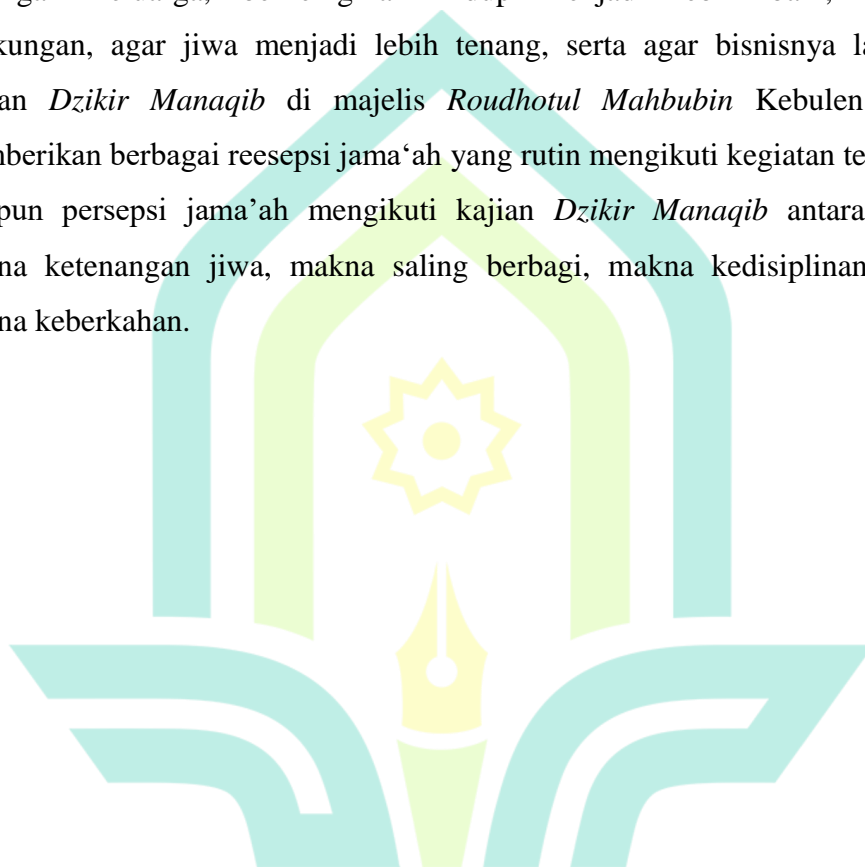 kungan, agar jiwa menjadi lebih tenang, serta agar bisnisnya la
an Dzikir Manaqib di majelis Roudhotul Mahbubin Kebulen
nberikan berbagai reesepsi jama‘ah yang rutin mengikuti kegiatan te
pun persepsi jama’ah mengikuti kajian Dzikir Manaqib antara
na ketenangan jiwa, makna saling berbagi, makna kedisiplinan
na keberkahan.